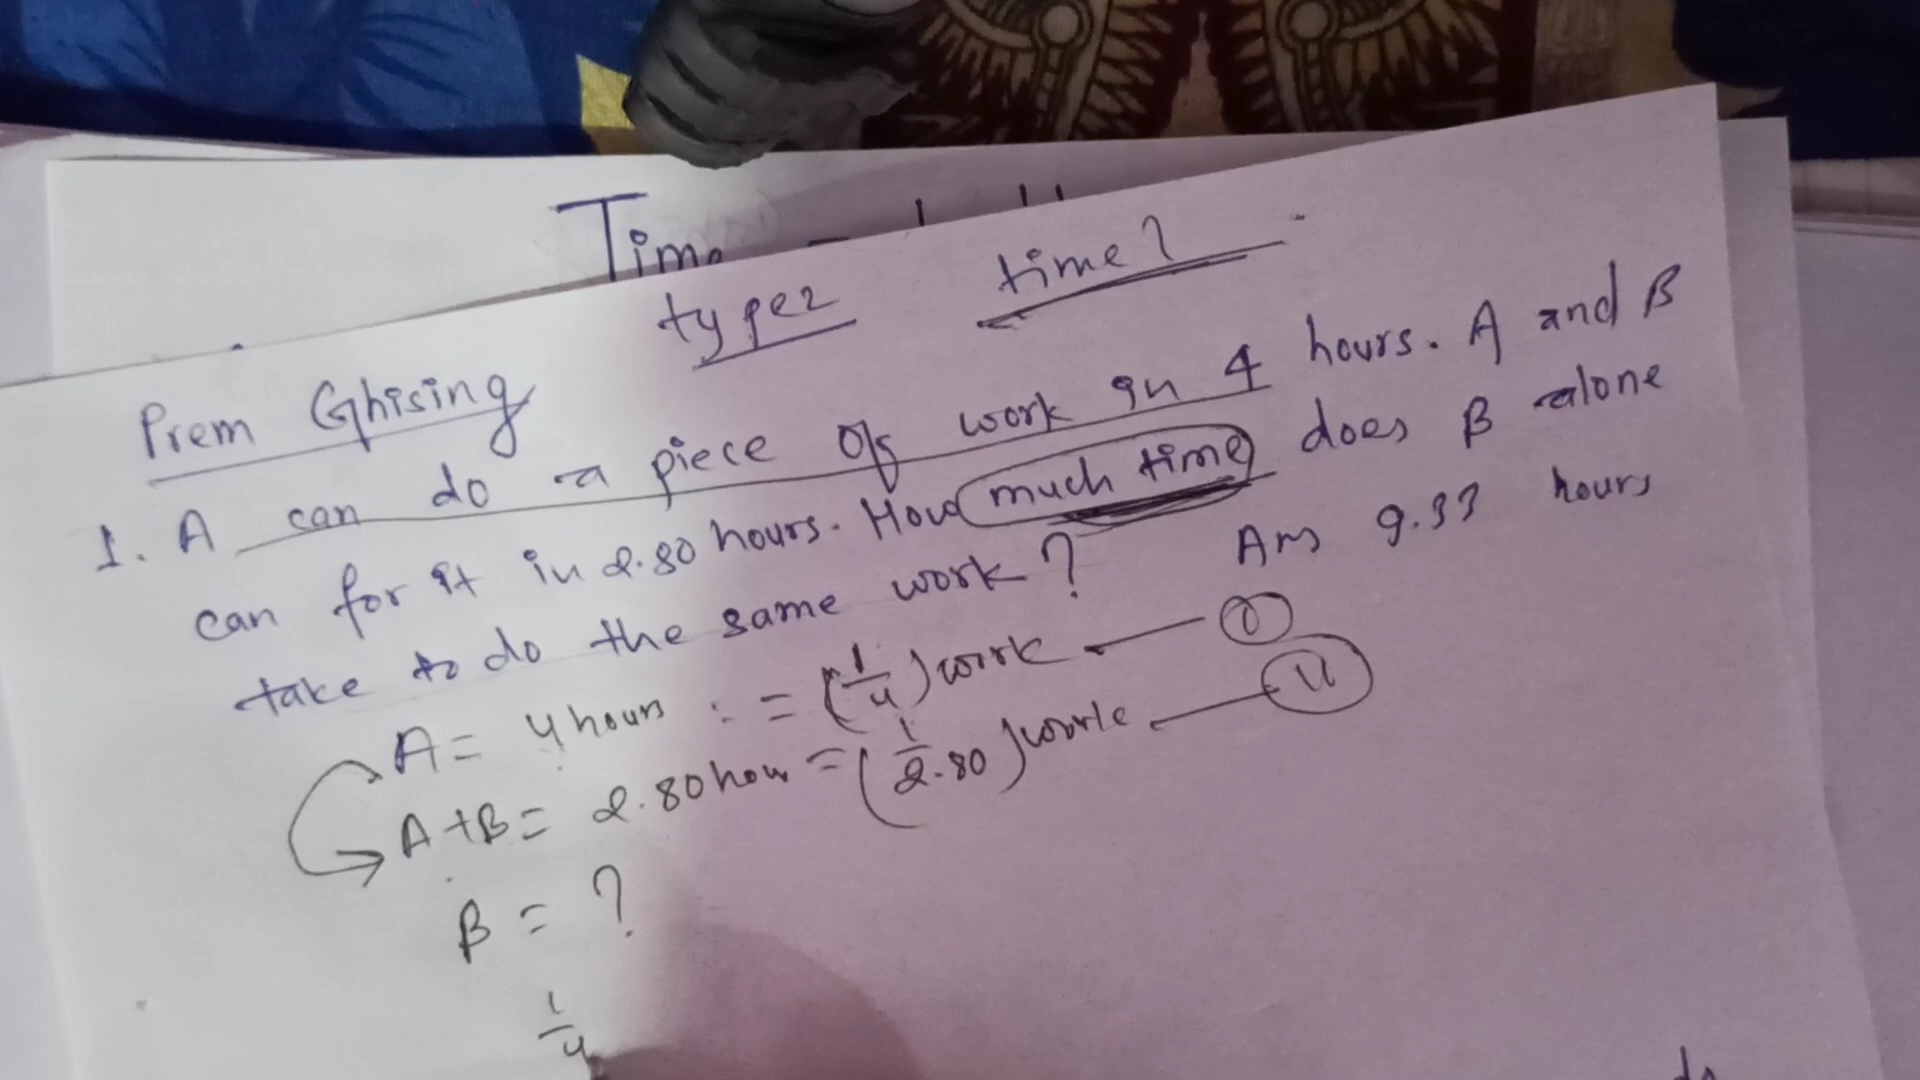 Time
type2 time?
Prem Ghising
1. A can do a piece of work in 4 hours. A and B
can for it in 2.80 hours. How much time does B alone
take to do the same work? Ans 9.33 hours
A = 4 hours : = (1/4) work — (i)
A+B = 2.80 hour = (1/2.80) work — (ii)
B = ?
1/4